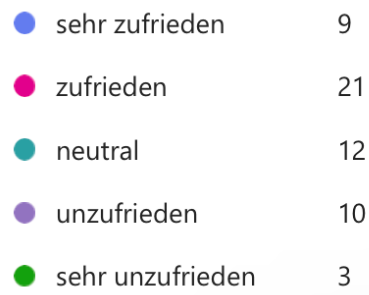 sehr zufrieden 9
zufrieden 21
neutral 12
unzufrieden 10
sehr unzufrieden 3